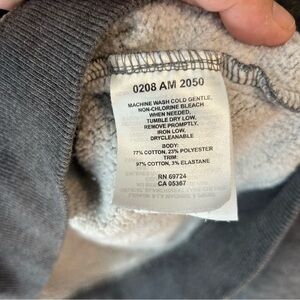 0208 AM 2050
MACHINE WASH COLD GENTLE,
NON-CHLORINE BLEACH
WHEN NEEDED,
TUMBLE DRY LOW,
REMOVE PROMPTLY,
IRON LOW,
DRYCLEANABLE
BODY:
77% COTTON, 23% POLYESTER
TRIM:
97% COTTON, 3% ELASTANE
RN 69724
CA 05367